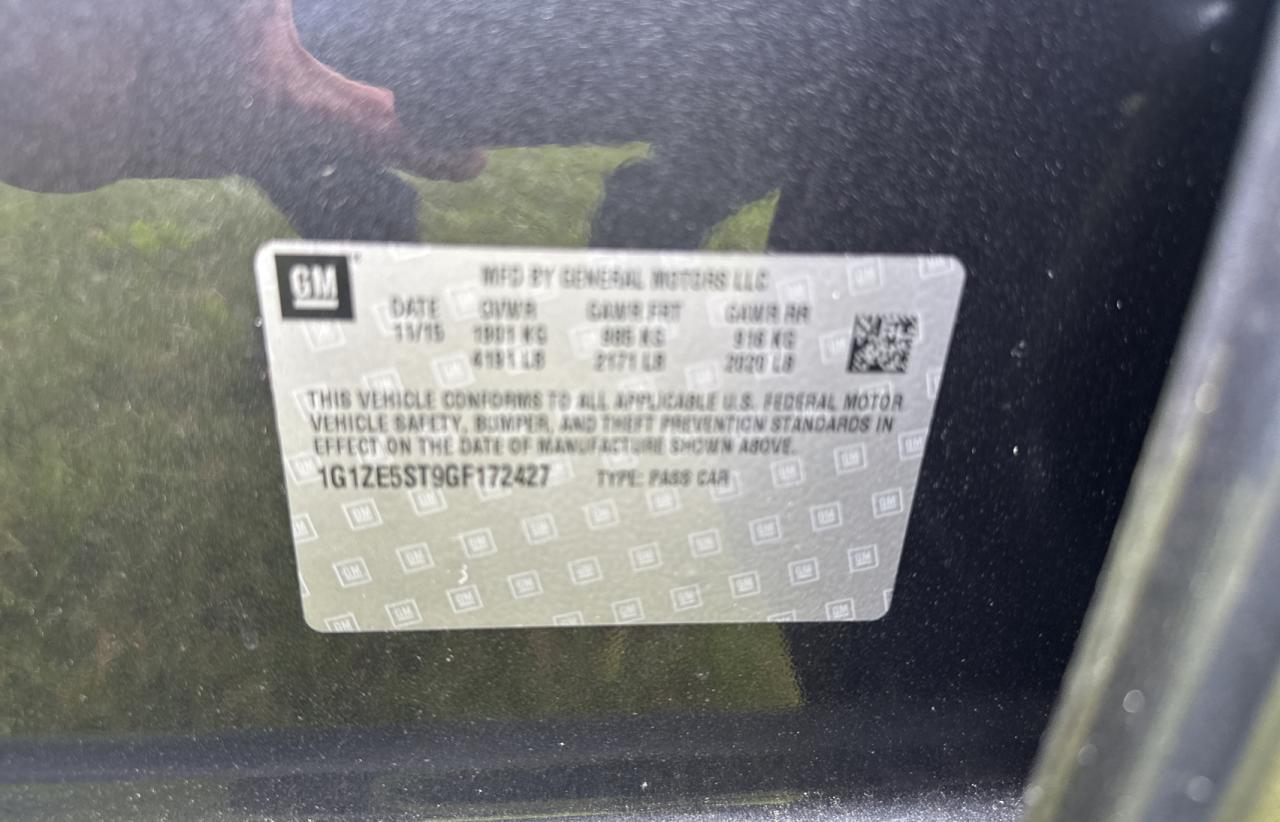 GM
MFD BY GENERAL MOTORS LLC
DATE GVWR GAWR FRT GAWR RR
11/15 1901 KG 985 KG 916 KG
4191 LB 2171 LB 2020 LB
THIS VEHICLE CONFORMS TO ALL APPLICABLE U.S. FEDERAL MOTOR
VEHICLE SAFETY, BUMPER, AND THEFT PREVENTION STANDARDS IN
EFFECT ON THE DATE OF MANUFACTURE SHOWN ABOVE.
1G1ZE5ST9GF172427 TYPE: PASS CAR